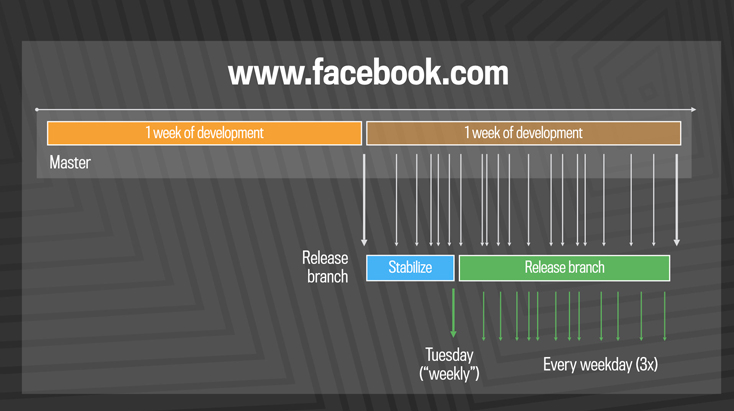 www.facebook.com
1 week of development
1 week of development
Master
Release
branch
Stabilize
Release branch
Tuesday
(“weekly”)
Every weekday (3x)